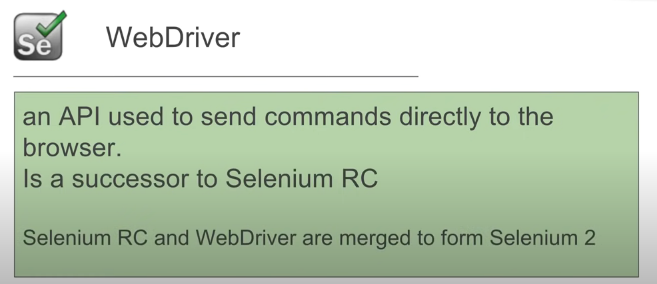 Se
WebDriver
an API used to send commands directly to the
browser.
Is a successor to Selenium RC
Selenium RC and WebDriver are merged to form Selenium 2